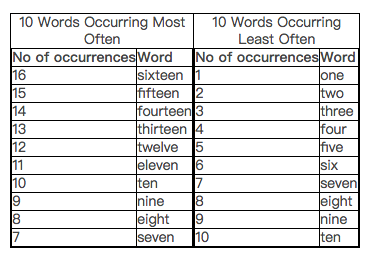 10 Words Occurring Most Often 10 Words Occurring Least Often
No of occurrences Word No of occurrences Word
16 sixteen 1 one
15 fifteen 2 two
14 fourteen 3 three
13 thirteen 4 four
12 twelve 5 five
11 eleven 6 six
10 ten 7 seven
9 nine 8 eight
8 eight 9 nine
7 seven 10 ten